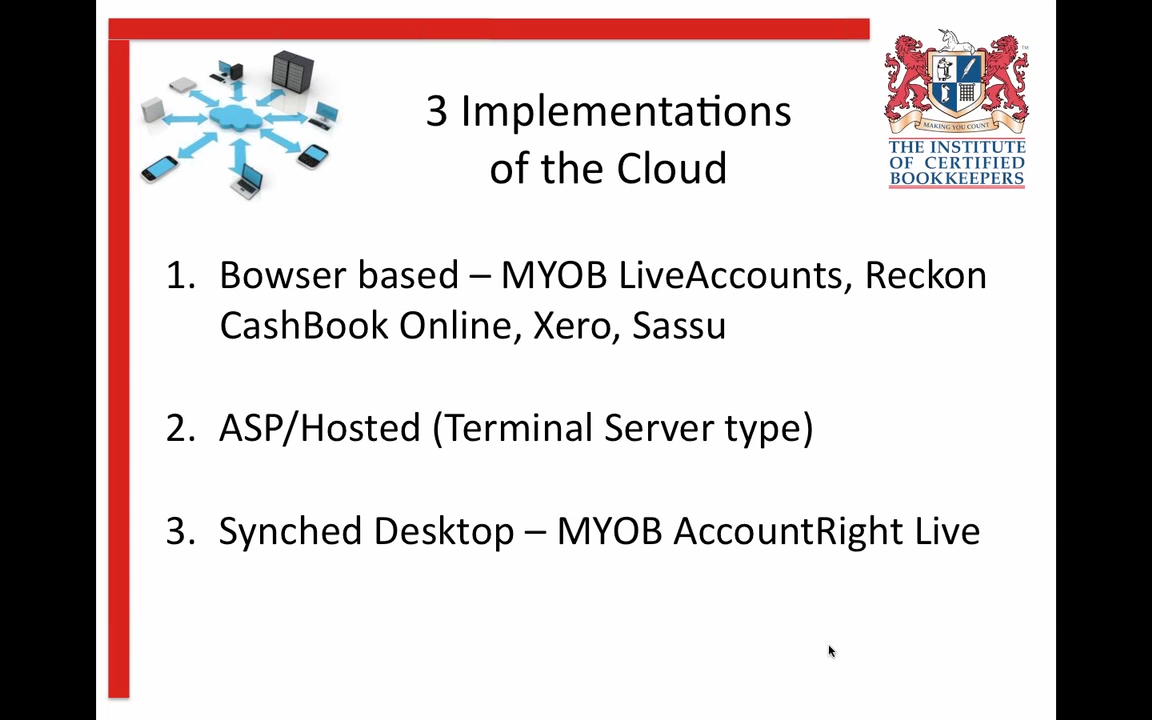 3 Implementations
of the Cloud
MAKING YOU COUNT
TM
THE INSTITUTE
OF CERTIFIED
BOOKKEEPERS
1. Bowser based – MYOB LiveAccounts, Reckon
CashBook Online, Xero, Sassu
2. ASP/Hosted (Terminal Server type)
3. Synched Desktop – MYOB AccountRight Live